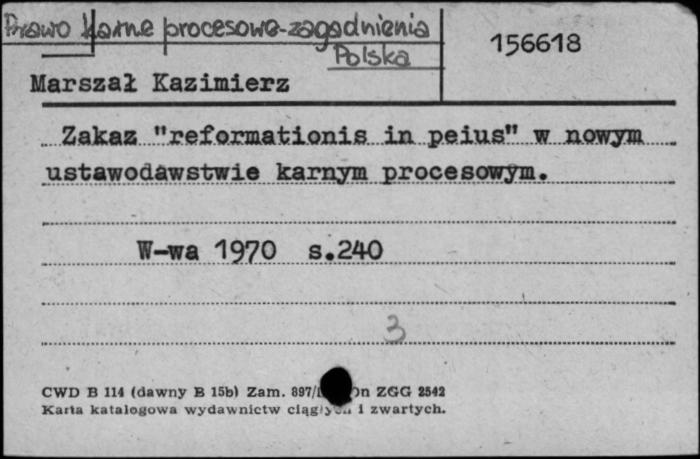 Prawo karne procesowe-zagadnienia
Polska
156618
Marszał Kazimierz
Zakaz "reformationis in peius" w nowym
ustawodawstwie karnym procesowym.
W-wa 1970 s.240
3
CWD B 114 (dawny B 15b) Zam. 897/ ZGG 2542
Karta katalogowa wydawnictw ciągłych i zwartych.